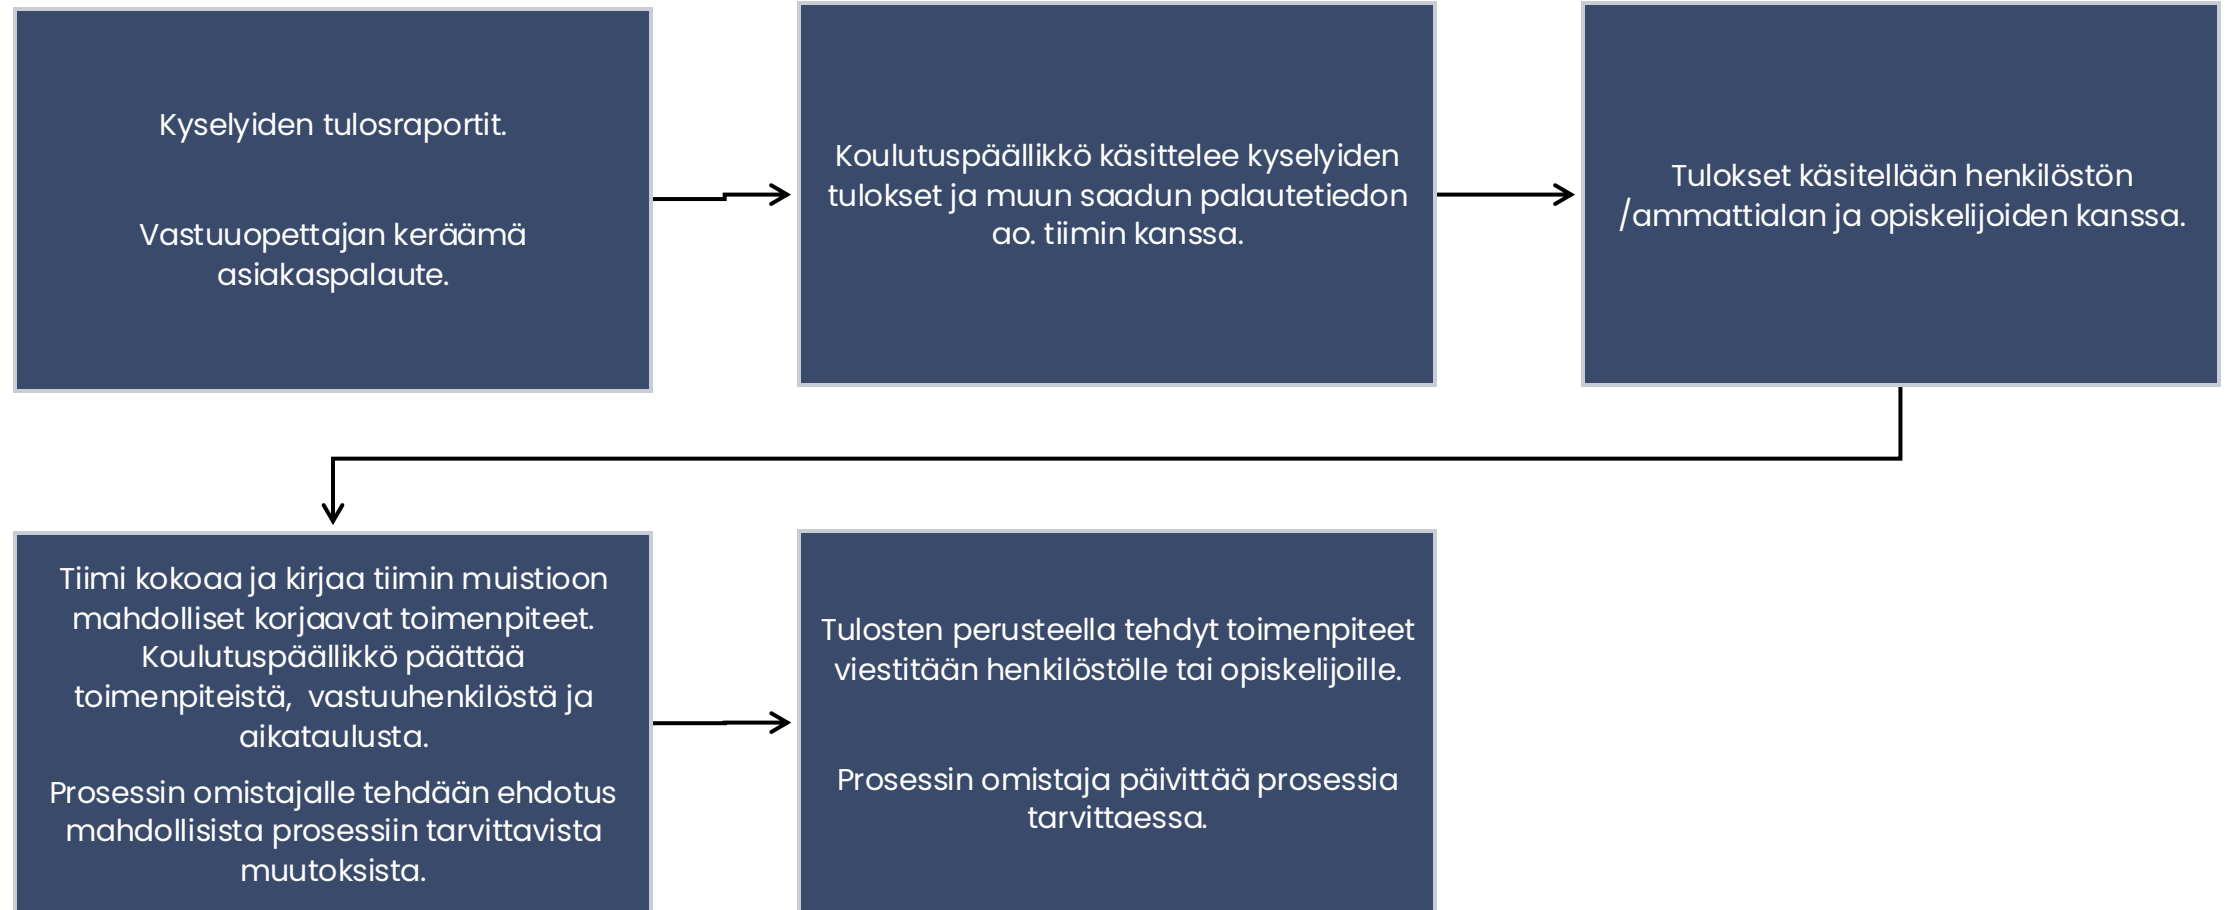 Kyselyiden tulosraportit.
Vastuuopettajan keräämä
asiakaspalaute.
Koulutuspäällikkö käsittelee kyselyiden
tulokset ja muun saadun palautetiedon
ao. tiimin kanssa.
Tulokset käsitellään henkilöstön
/ammattialan ja opiskelijoiden kanssa.
Tiimi kokoaa ja kirjaa tiimin muistioon
mahdolliset korjaavat toimenpiteet.
Koulutuspäällikkö päättää
toimenpiteistä,  vastuuhenkilöstä ja
aikataulusta.
Prosessin omistajalle tehdään ehdotus
mahdollisista prosessiin tarvittavista
muutoksista.
Tulosten perusteella tehdyt toimenpiteet
viestitään henkilöstölle tai opiskelijoille.
Prosessin omistaja päivittää prosessia
tarvittaessa.